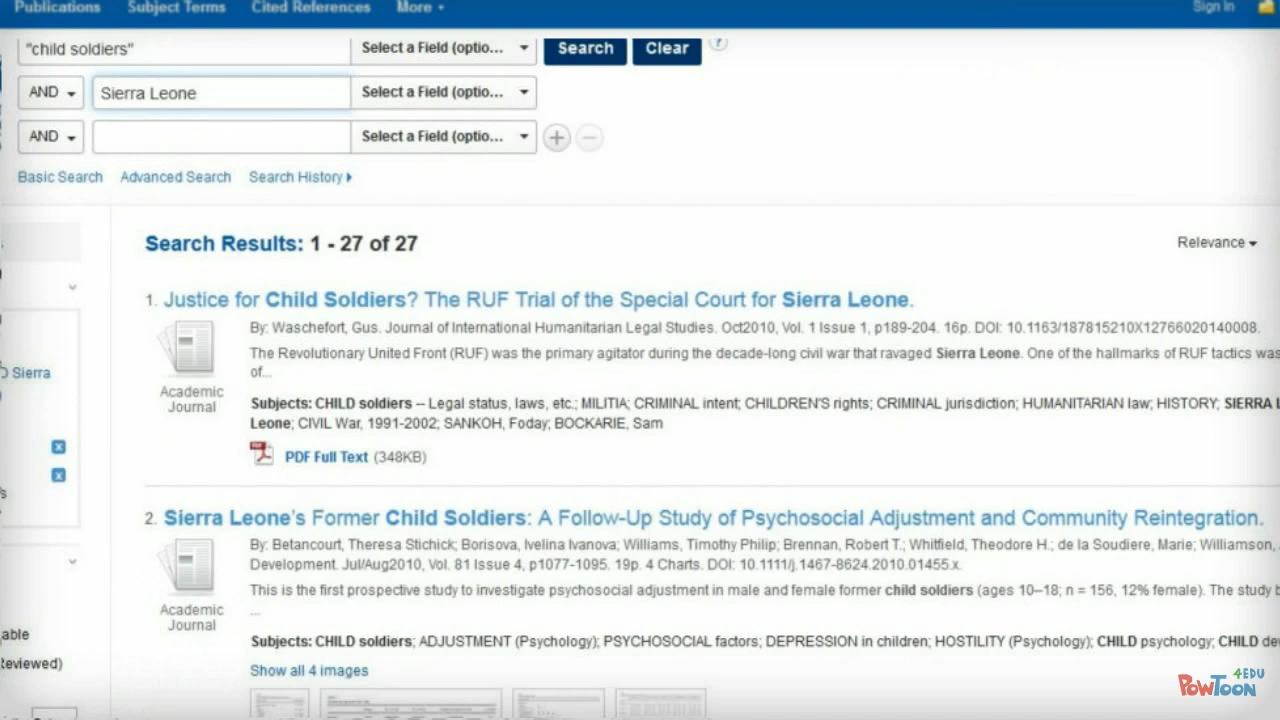 Publications Subject Terms Cited References More Sign In
"child soldiers" Select a Field (optio... Search Clear ?
AND Sierra Leone Select a Field (optio...
AND Select a Field (optio...
Basic Search Advanced Search Search History
Search Results: 1 - 27 of 27 Relevance
1. Justice for Child Soldiers? The RUF Trial of the Special Court for Sierra Leone.
By: Waschefort, Gus. Journal of International Humanitarian Legal Studies. Oct2010, Vol. 1 Issue 1, p189-204. 16p. DOI: 10.1163/187815210X12766020140008.
The Revolutionary United Front (RUF) was the primary agitator during the decade-long civil war that ravaged Sierra Leone. One of the hallmarks of RUF tactics was
of...
Sierra
Academic
Journal
Subjects: CHILD soldiers -- Legal status, laws, etc.; MILITIA; CRIMINAL intent; CHILDREN'S rights; CRIMINAL jurisdiction; HUMANITARIAN law; HISTORY; SIERRA L
Leone; CIVIL War, 1991-2002; SANKOH, Foday; BOCKARIE, Sam
PDF Full Text (348KB)
2. Sierra Leone's Former Child Soldiers: A Follow-Up Study of Psychosocial Adjustment and Community Reintegration.
By: Betancourt, Theresa Stichick; Borisova, Ivelina Ivanova; Williams, Timothy Philip; Brennan, Robert T.; Whitfield, Theodore H.; de la Soudiere, Marie; Williamson,
Development. Jul/Aug2010, Vol. 81 Issue 4, p1077-1095. 19p. 4 Charts. DOI: 10.1111/j.1467-8624.2010.01455.x.
This is the first prospective study to investigate psychosocial adjustment in male and female former child soldiers (ages 10–18; n = 156, 12% female). The study
...
Academic
Journal
Subjects: CHILD soldiers; ADJUSTMENT (Psychology); PSYCHOSOCIAL factors; DEPRESSION in children; HOSTILITY (Psychology); CHILD psychology; CHILD de
Show all 4 images
able
Reviewed)
POWTOON 4EDU